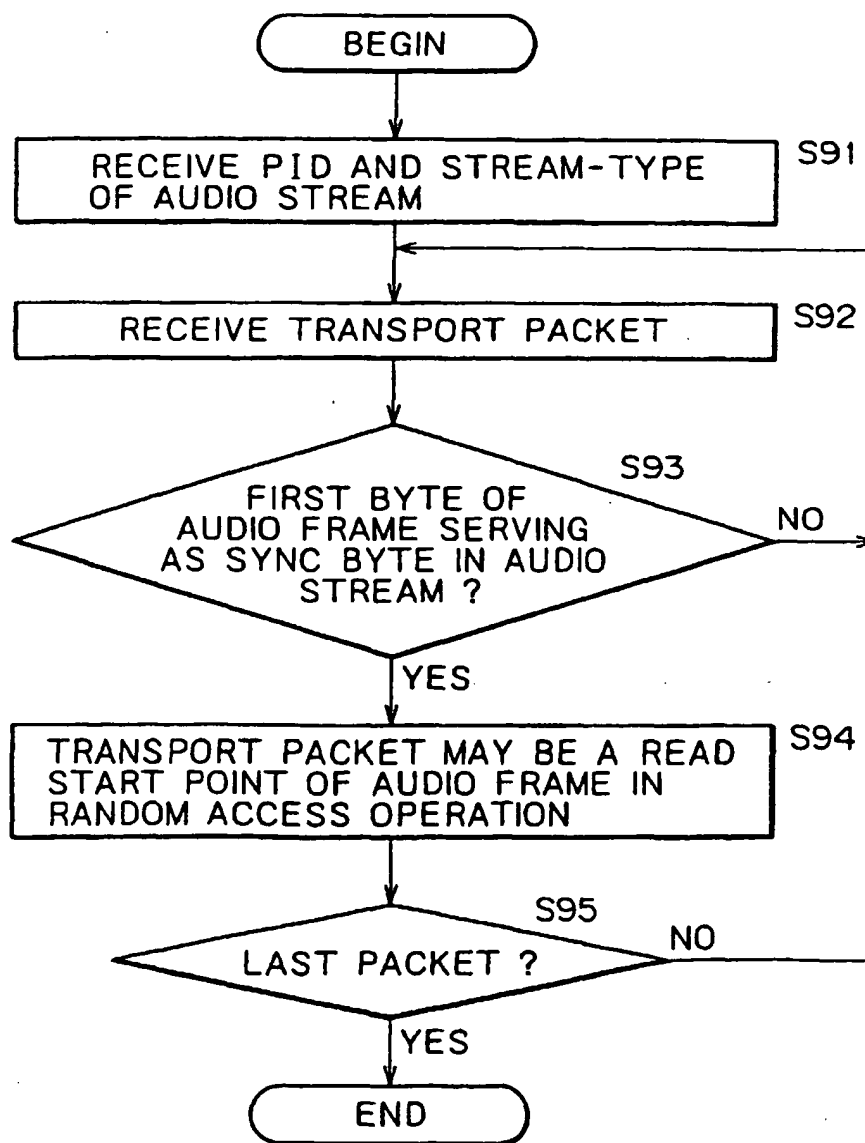 BEGIN
S91
RECEIVE PID AND STREAM-TYPE
OF AUDIO STREAM
S92
RECEIVE TRANSPORT PACKET
S93
FIRST BYTE OF
AUDIO FRAME SERVING
AS SYNC BYTE IN AUDIO
STREAM ?
NO
YES
S94
TRANSPORT PACKET MAY BE A READ
START POINT OF AUDIO FRAME IN
RANDOM ACCESS OPERATION
S95
LAST PACKET ?
NO
YES
END